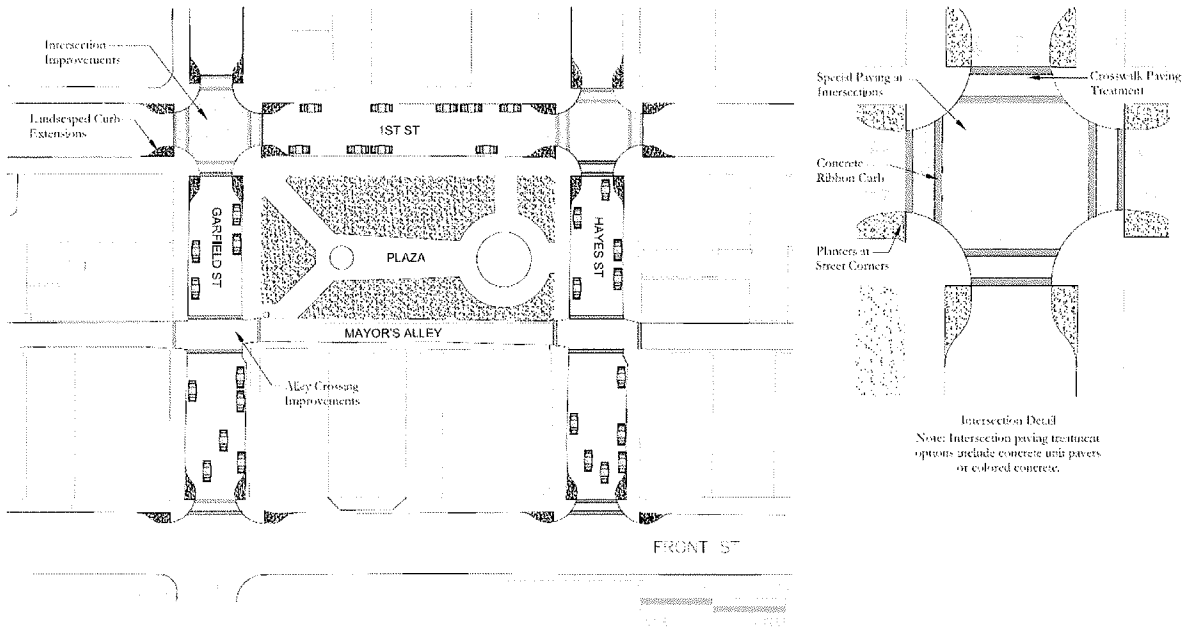 Intersection
Improvements
Landscaped Curb
Extensions
1ST ST
GARFIELD ST
HAYES ST
PLAZA
MAYOR'S ALLEY
Alley Crossing
Improvements
FRONT ST
Special Paving at
Intersections
Crosswalk Paving
Treatment
Concrete
Ribbon Curb
Planters at
Street Corners
Intersection Detail
Note: Intersection paving treatment
options include concrete unit pavers
or colored concrete.